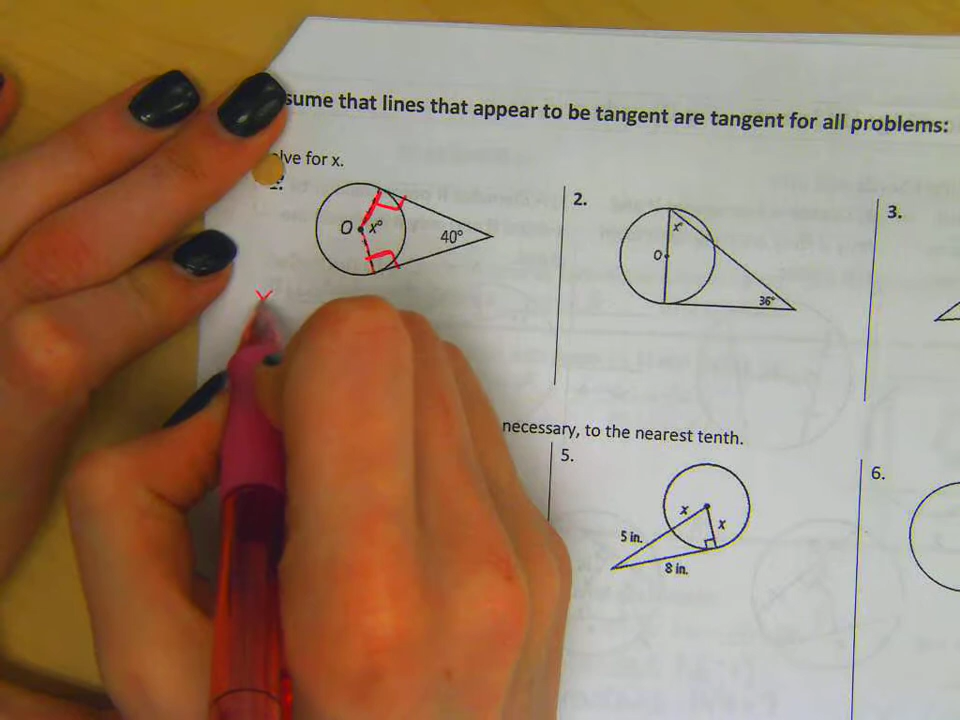 sume that lines that appear to be tangent are tangent for all problems:
lve for x.
O x° 40°
x
2.
x°
O
36°
3.
necessary, to the nearest tenth.
5.
x
x
5 in.
8 in.
6.